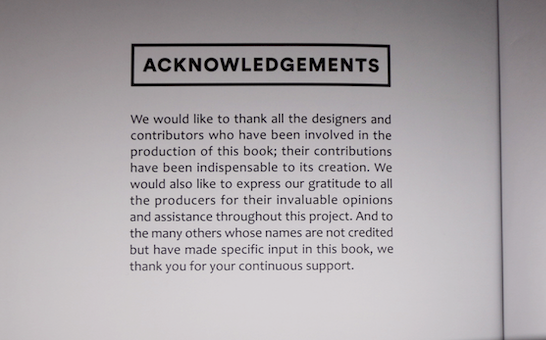 ACKNOWLEDGEMENTS
We would like to thank all the designers and
contributors who have been involved in the
production of this book; their contributions
have been indispensable to its creation. We
would also like to express our gratitude to all
the producers for their invaluable opinions
and assistance throughout this project. And to
the many others whose names are not credited
but have made specific input in this book, we
thank you for your continuous support.